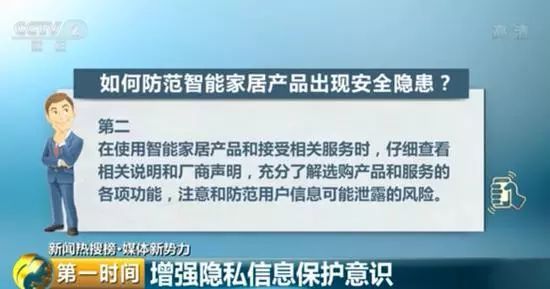 CCTV 2
财经
高清
如何防范智能家居产品出现安全隐患？
第二
在使用智能家居产品和接受相关服务时，仔细查看
相关说明和厂商声明，充分了解选购产品和服务的
各项功能，注意和防范用户信息可能泄露的风险。
新闻热搜榜·媒体新势力
第一时间
增强隐私信息保护意识